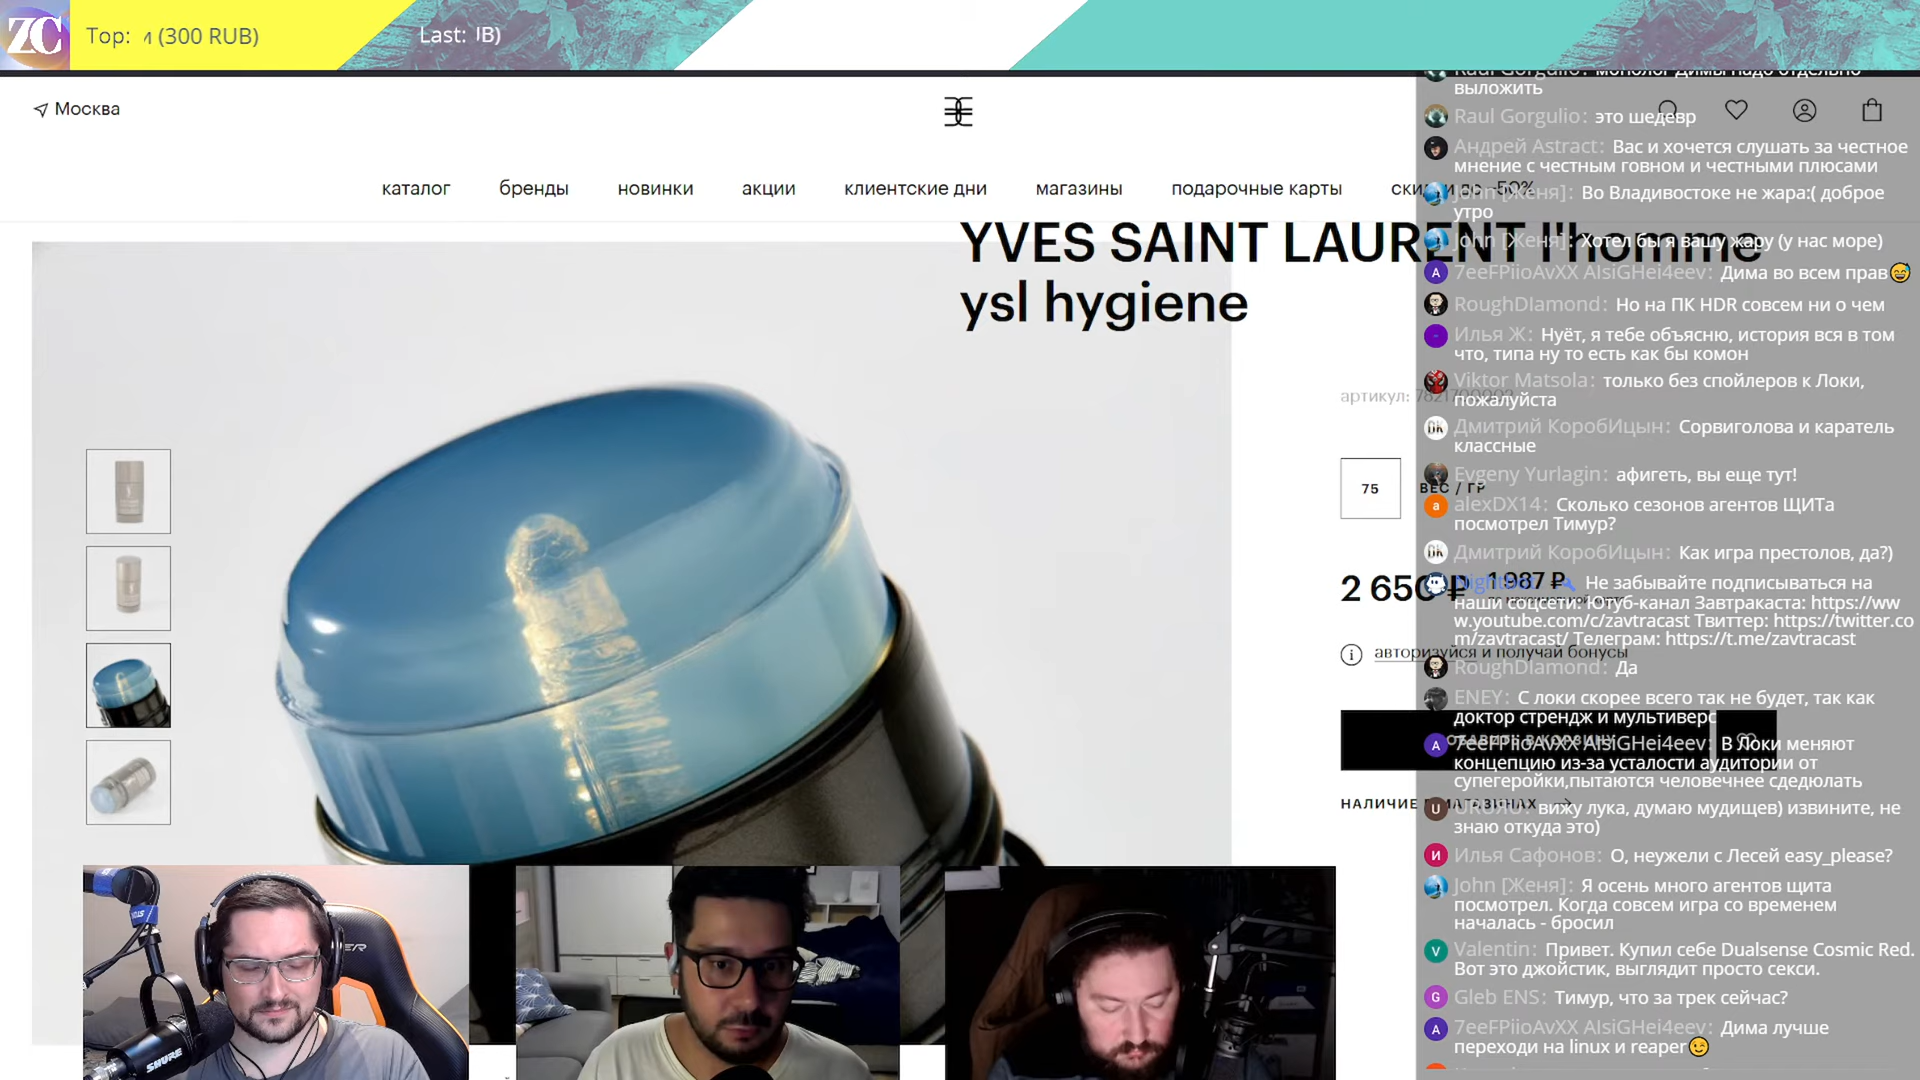 ZC
Top: и (300 RUB)
Last: JB)
Москва
каталог
бренды
новинки
акции
клиентские дни
магазины
подарочные карты
YVES SAINT LAURENT l'homme
ysl hygiene
артикул:
75
ВЕС / ГР
2 650 ₽
1 987 ₽
авторизуйся и получай бонусы
SHURE
выложить
Raul Gorgulio: это шедевр
Андрей Astract: Вас и хочется слушать за честное
мнение с честным говном и честными плюсами
John [Женя]: Во Владивостоке не жара:( доброе
утро
John [Женя]: Хотел бы я вашу жару (у нас море)
7eeFPiioAvXX AIsiGHei4eev: Дима во всем прав😅
RoughDIamond: Но на ПК HDR совсем ни о чем
Илья Ж: Нуёт, я тебе объясню, история вся в том
что, типа ну то есть как бы комон
Viktor Matsola: только без спойлеров к Локи,
пожалуйста
Дмитрий КоробИцын: Сорвиголова и каратель
классные
Evgeny Yurlagin: афигеть, вы еще тут!
alexDX14: Сколько сезонов агентов ЩИТа
посмотрел Тимур?
Дмитрий КоробИцын: Как игра престолов, да?)
Nightbot: Не забывайте подписываться на
наши соцсети: Ютуб-канал Завтракаста: https://ww
w.youtube.com/c/zavtracast Твиттер: https://twitter.co
m/zavtracast/ Телеграм: https://t.me/zavtracast
RoughDIamond: Да
ENEY: С локи скорее всего так не будет, так как
доктор стрендж и мультиверс
7eeFPiioAvXX AIsiGHei4eev: В Локи меняют
концепцию из-за усталости аудитории от
супегеройки,пытаются человечнее сдедюлать
вижу лука, думаю мудищев) извините, не
знаю откуда это)
Илья Сафонов: О, неужели с Лесей easy_please?
John [Женя]: Я осень много агентов щита
посмотрел. Когда совсем игра со временем
началась - бросил
Valentin: Привет. Купил себе Dualsense Cosmic Red.
Вот это джойстик, выглядит просто секси.
Gleb ENS: Тимур, что за трек сейчас?
7eeFPiioAvXX AIsiGHei4eev: Дима лучше
переходи на linux и reaper😉